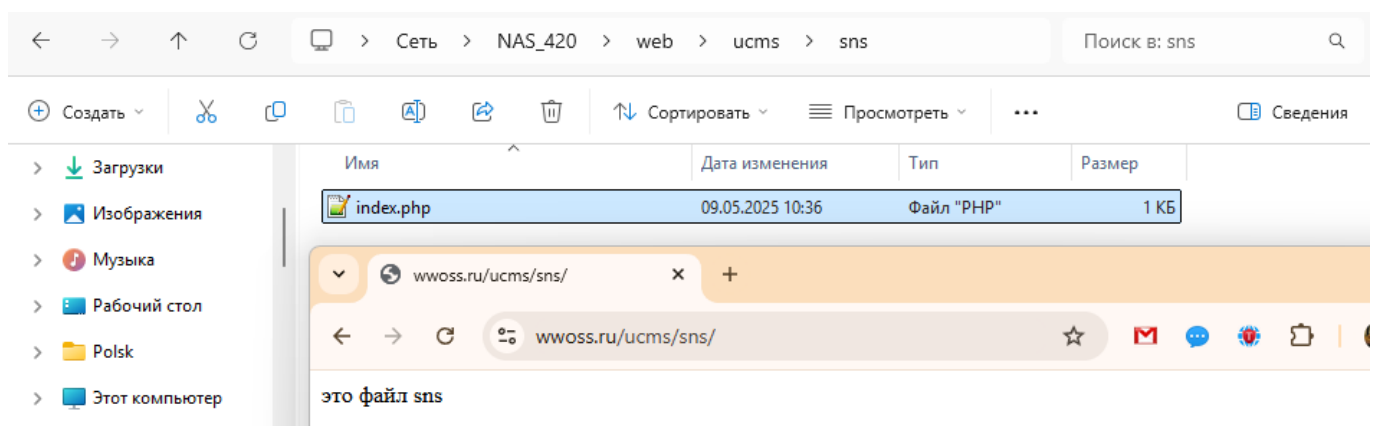 Сеть > NAS_420 > web > ucms > sns
Поиск в: sns
Создать
Сортировать
Просмотреть
Сведения
Загрузки
Изображения
Музыка
Рабочий стол
Polsk
Этот компьютер
Имя Дата изменения Тип Размер
index.php 09.05.2025 10:36 Файл "PHP" 1 КБ
wwoss.ru/ucms/sns/
wwoss.ru/ucms/sns/
это файл sns